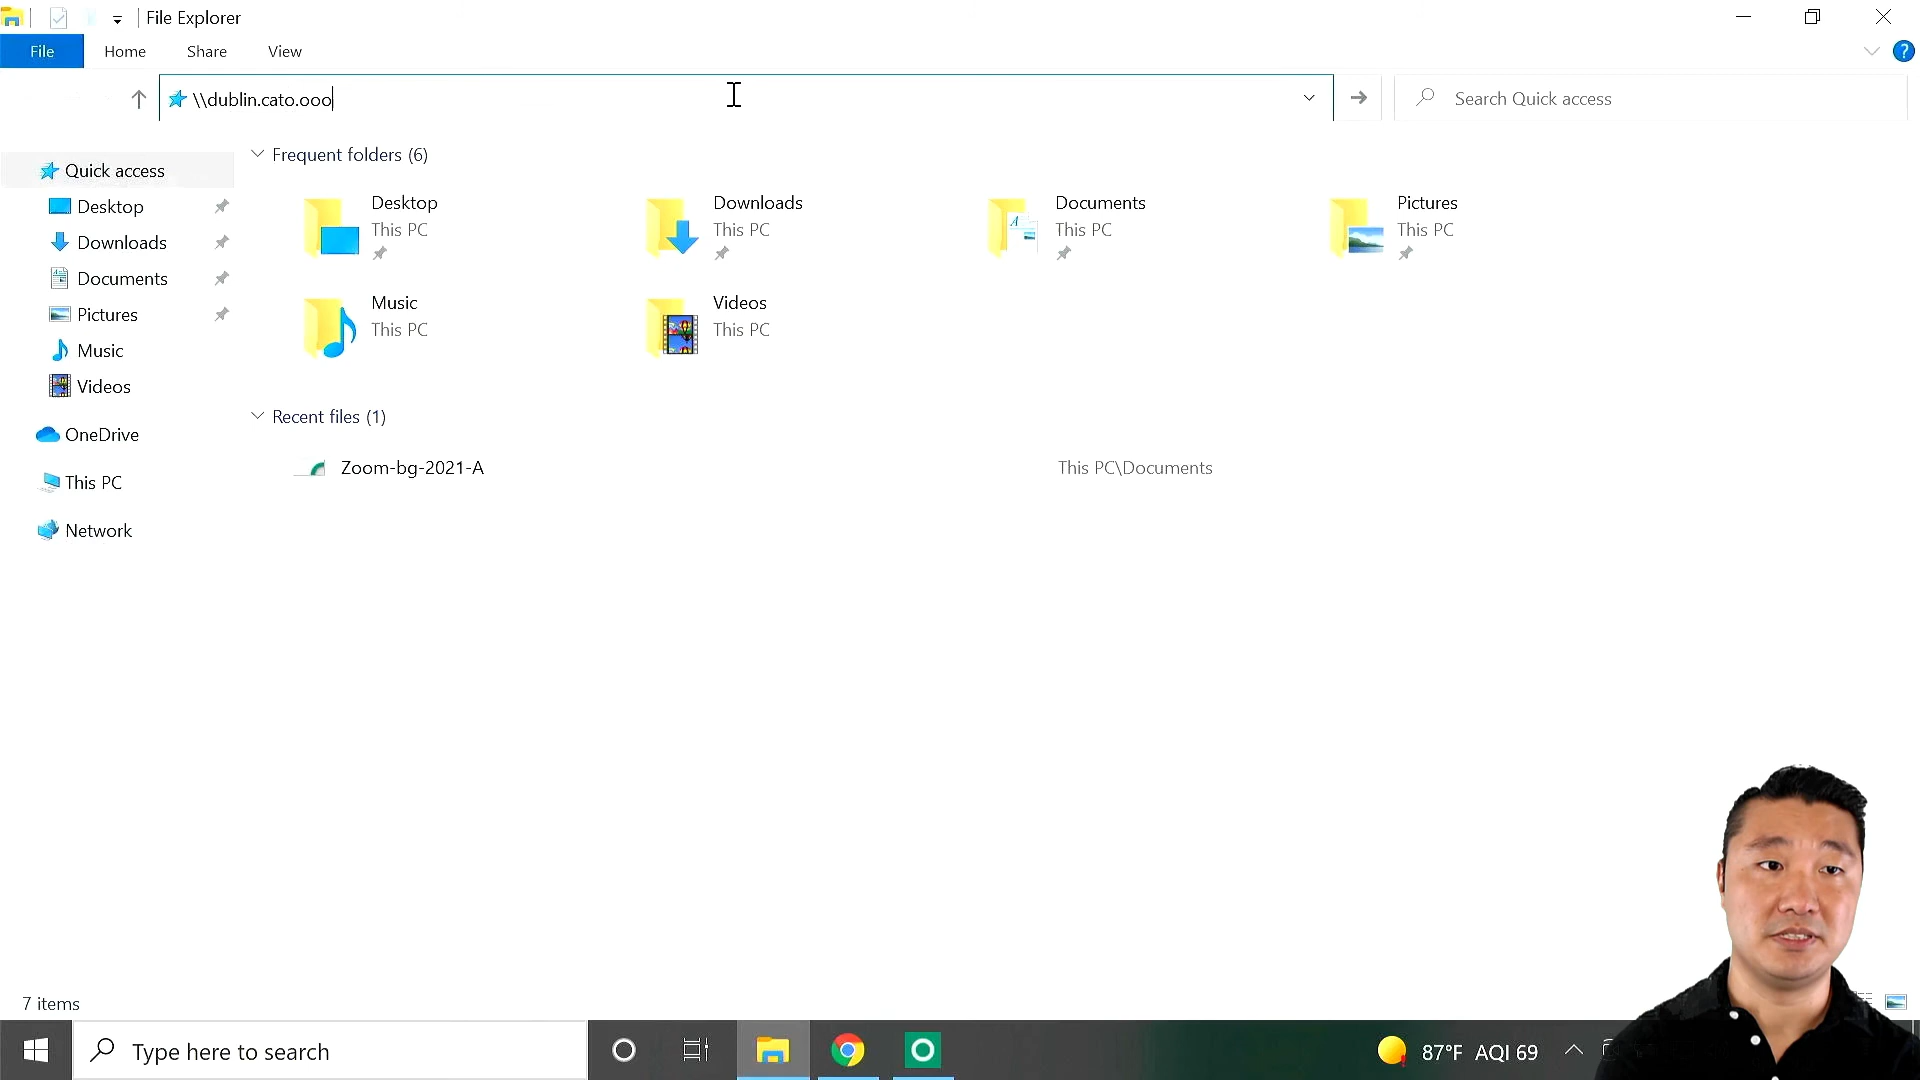 File Explorer
File Home Share View
\\dublin.cato.ooo
Search Quick access
Quick access
Desktop
Downloads
Documents
Pictures
Music
Videos
OneDrive
This PC
Network
Frequent folders (6)
Desktop
This PC
Downloads
This PC
Documents
This PC
Pictures
This PC
Music
This PC
Videos
This PC
Recent files (1)
Zoom-bg-2021-A This PC\Documents
7 items
Type here to search
87°F AQI 69